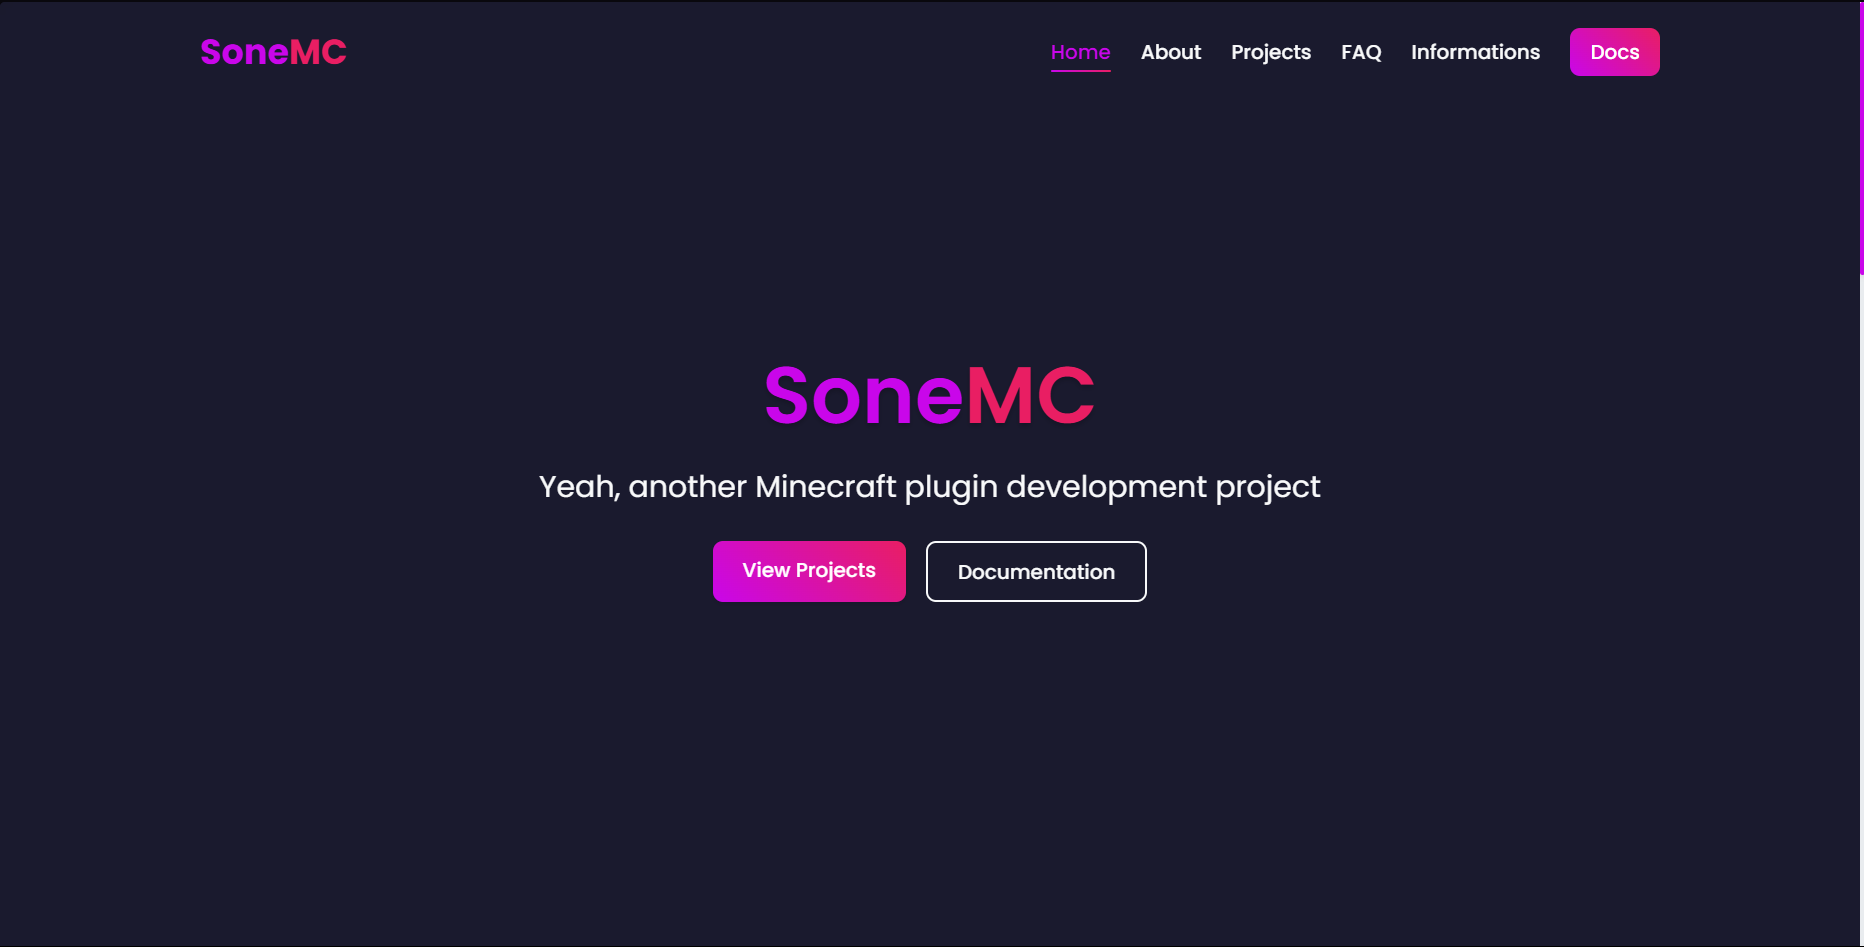 SoneMC
Home About Projects FAQ Informations Docs
SoneMC
Yeah, another Minecraft plugin development project
View Projects Documentation